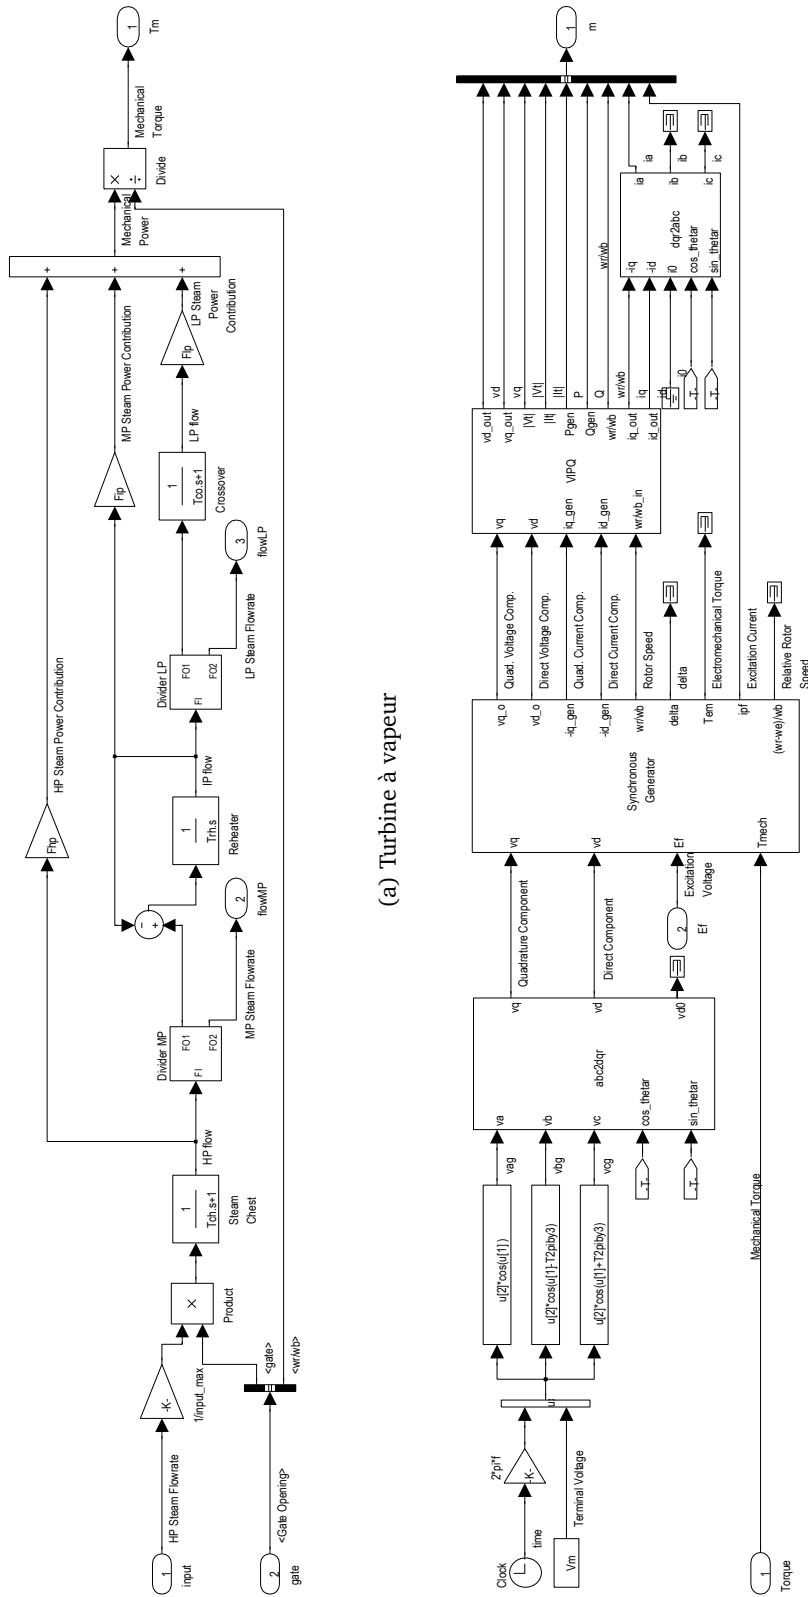 1
input
HP Steam Flowrate
-K-
1/input_max
2
gate
<Gate Opening>
<gate>
<wr/wb>
×
Product
1
Tch.s+1
Steam
Chest
HP flow
Divider MP
FI
FO1
FO2
MP Steam Flowrate
2
flowMP
-
+
1
Trh.s
Reheater
IP flow
Divider LP
FI
FO1
FO2
LP Steam Flowrate
3
flowLP
1
Tco.s+1
Crossover
LP flow
Fhp
HP Steam Power Contribution
Fip
MP Steam Power Contribution
Flp
LP Steam
Power
Contribution
+
+
+
Mechanical
Power
×
÷
Divide
Mechanical
Torque
1
Tm
(a) Turbine à vapeur
Clock
time
2*pi*f
-K-
Vm
Terminal Voltage
u[2]*cos(u[1])
u[2]*cos(u[1]-T2piby3)
u[2]*cos(u[1]+T2piby3)
vag
vbg
vcg
-T-
-T-
va
vb
vc
cos_thetar
sin_thetar
abc2dqr
vq
vd
vd0
Quadrature Component
Direct Component
2
Ef
Excitation
Voltage
1
Torque
Mechanical Torque
vq
vd
Ef
Tmech
Synchronous
Generator
vq_o
vd_o
-iq_gen
-id_gen
wr/wb
delta
Tem
ipf
(wr-we)/wb
Quad. Voltage Comp.
Direct Voltage Comp.
Quad. Current Comp.
Direct Current Comp.
Rotor Speed
delta
Electromechanical Torque
Excitation Current
Relative Rotor
Speed
vq
vd
iq_gen
id_gen
wr/wb_in
VIPQ
vd_out
vq_out
|Vt|
|It|
Pgen
Qgen
wr/wb
iq_out
id_out
vd
vq
|Vt|
|It|
P
Q
wr/wb
iq
id
i0
-T-
-T-
wr/wb
-iq
-id
i0
cos_thetar
sin_thetar
dqr2abc
ia
ib
ic
ia
ib
ic
1
m